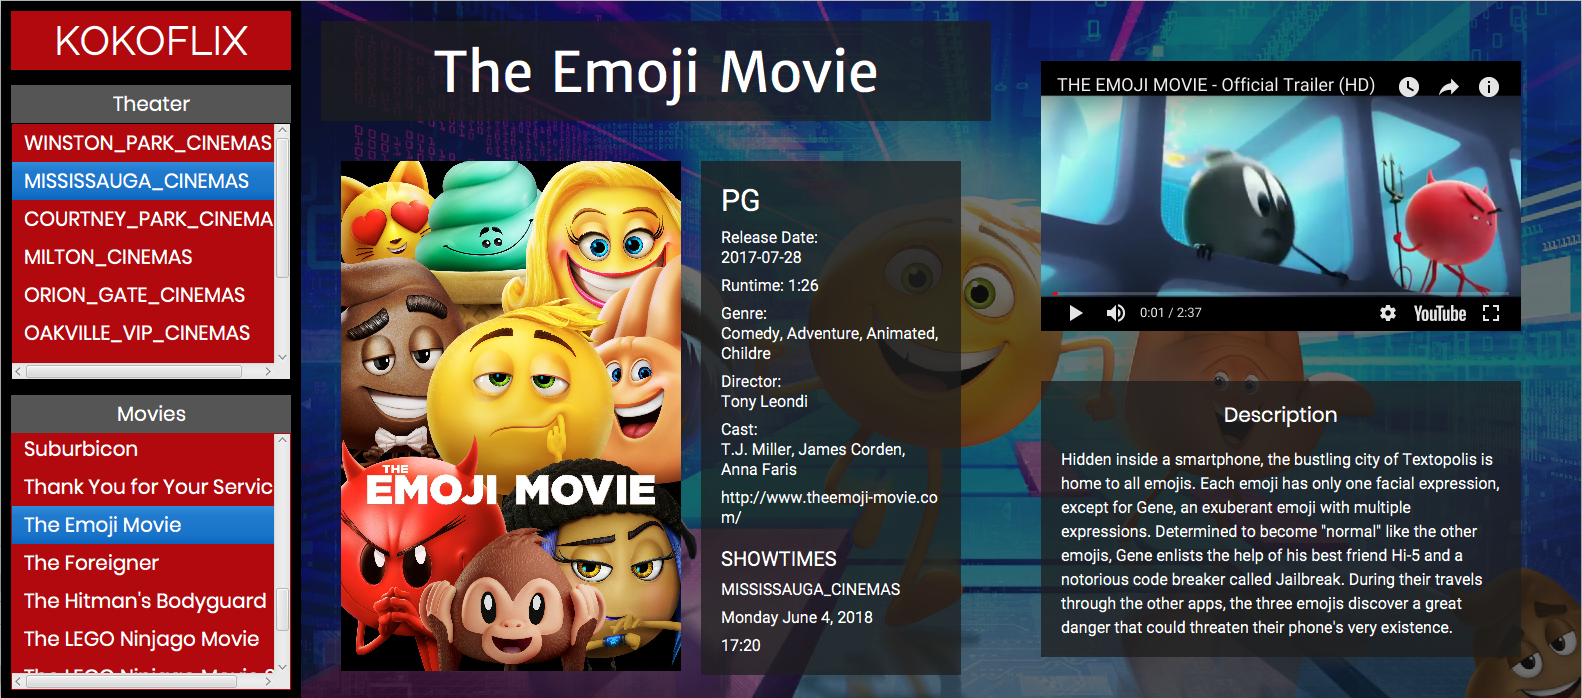 KOKOFLIX
Theater
WINSTON_PARK_CINEMAS
MISSISSAUGA_CINEMAS
COURTNEY_PARK_CINEMA
MILTON_CINEMAS
ORION_GATE_CINEMAS
OAKVILLE_VIP_CINEMAS
Movies
Suburbicon
Thank You for Your Servic
The Emoji Movie
The Foreigner
The Hitman's Bodyguard
The LEGO Ninjago Movie
The LEGO Ninjago Movie
The Emoji Movie
THE
EMOJI MOVIE
PG
Release Date:
2017-07-28
Runtime: 1:26
Genre:
Comedy, Adventure, Animated,
Childre
Director:
Tony Leondi
Cast:
T.J. Miller, James Corden,
Anna Faris
http://www.theemoji-movie.co
m/
SHOWTIMES
MISSISSAUGA_CINEMAS
Monday June 4, 2018
17:20
THE EMOJI MOVIE - Official Trailer (HD)
0:01 / 2:37
YouTube
Description
Hidden inside a smartphone, the bustling city of Textopolis is
home to all emojis. Each emoji has only one facial expression,
except for Gene, an exuberant emoji with multiple
expressions. Determined to become "normal" like the other
emojis, Gene enlists the help of his best friend Hi-5 and a
notorious code breaker called Jailbreak. During their travels
through the other apps, the three emojis discover a great
danger that could threaten their phone's very existence.